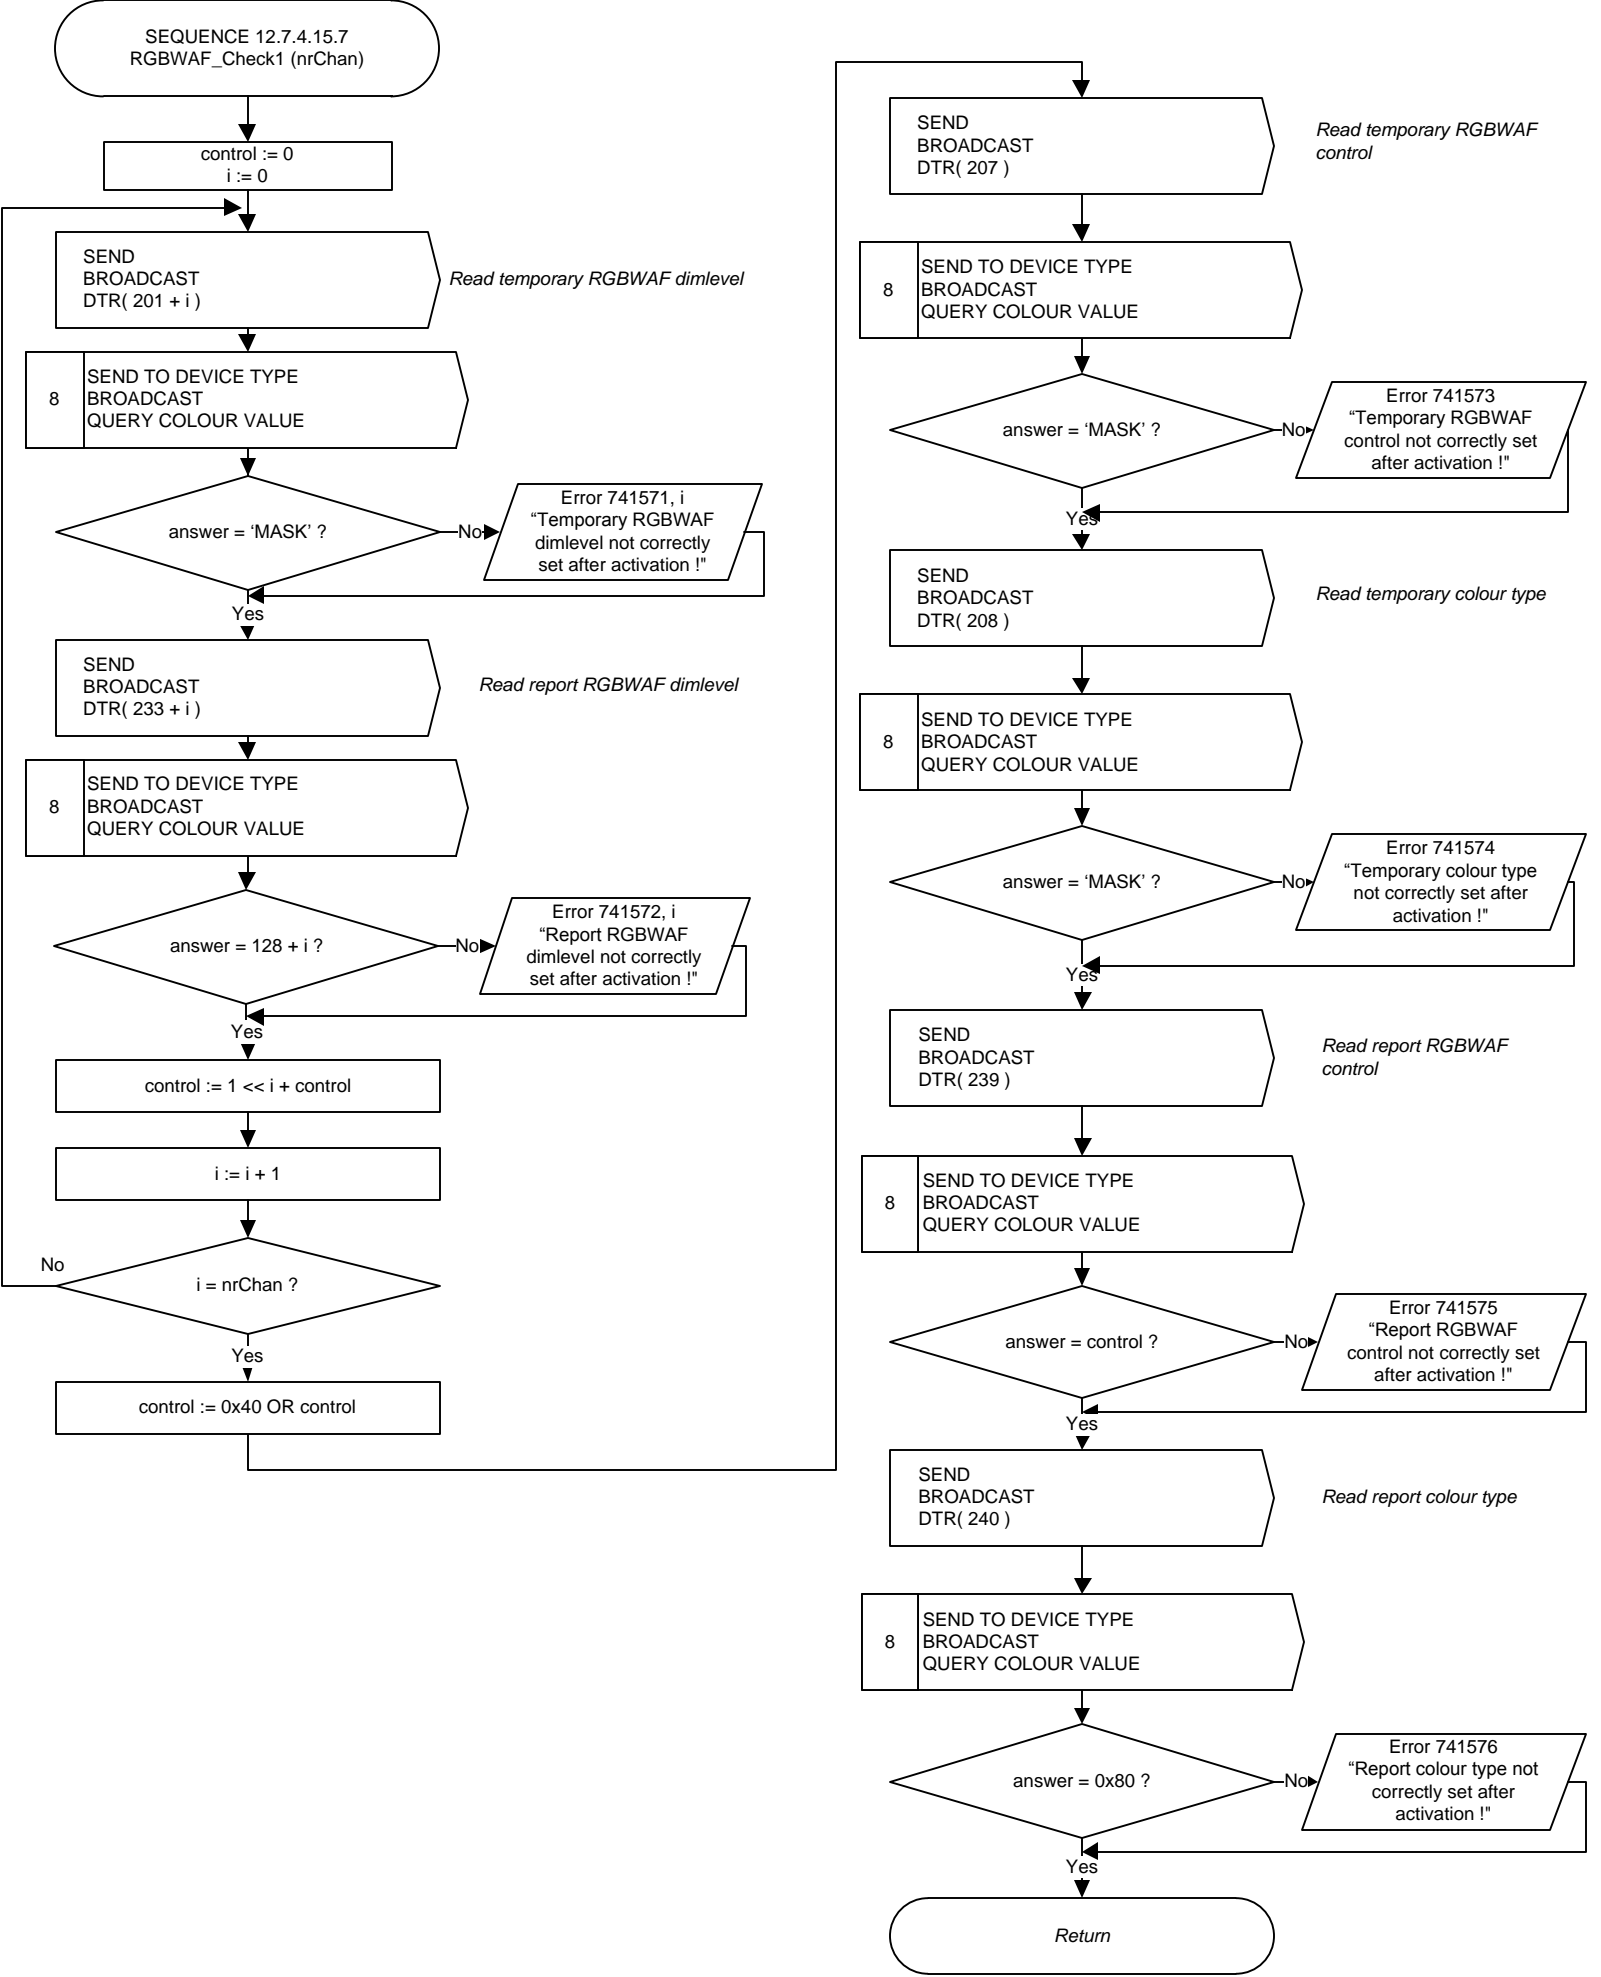 SEQUENCE 12.7.4.15.7
RGBWAF_Check1 (nrChan)
control := 0
i := 0
SEND
BROADCAST
DTR( 201 + i )
Read temporary RGBWAF dimlevel
8
SEND TO DEVICE TYPE
BROADCAST
QUERY COLOUR VALUE
answer = ‘MASK’ ?
No
Error 741571, i
“Temporary RGBWAF
dimlevel not correctly
set after activation !"
Yes
SEND
BROADCAST
DTR( 233 + i )
Read report RGBWAF dimlevel
8
SEND TO DEVICE TYPE
BROADCAST
QUERY COLOUR VALUE
answer = 128 + i ?
No
Error 741572, i
“Report RGBWAF
dimlevel not correctly
set after activation !"
Yes
control := 1 << i + control
i := i + 1
i = nrChan ?
No
Yes
control := 0x40 OR control
SEND
BROADCAST
DTR( 207 )
Read temporary RGBWAF
control
8
SEND TO DEVICE TYPE
BROADCAST
QUERY COLOUR VALUE
answer = ‘MASK’ ?
No
Error 741573
“Temporary RGBWAF
control not correctly set
after activation !"
Yes
SEND
BROADCAST
DTR( 208 )
Read temporary colour type
8
SEND TO DEVICE TYPE
BROADCAST
QUERY COLOUR VALUE
answer = ‘MASK’ ?
No
Error 741574
“Temporary colour type
not correctly set after
activation !"
Yes
SEND
BROADCAST
DTR( 239 )
Read report RGBWAF
control
8
SEND TO DEVICE TYPE
BROADCAST
QUERY COLOUR VALUE
answer = control ?
No
Error 741575
“Report RGBWAF
control not correctly set
after activation !"
Yes
SEND
BROADCAST
DTR( 240 )
Read report colour type
8
SEND TO DEVICE TYPE
BROADCAST
QUERY COLOUR VALUE
answer = 0x80 ?
No
Error 741576
“Report colour type not
correctly set after
activation !"
Yes
Return